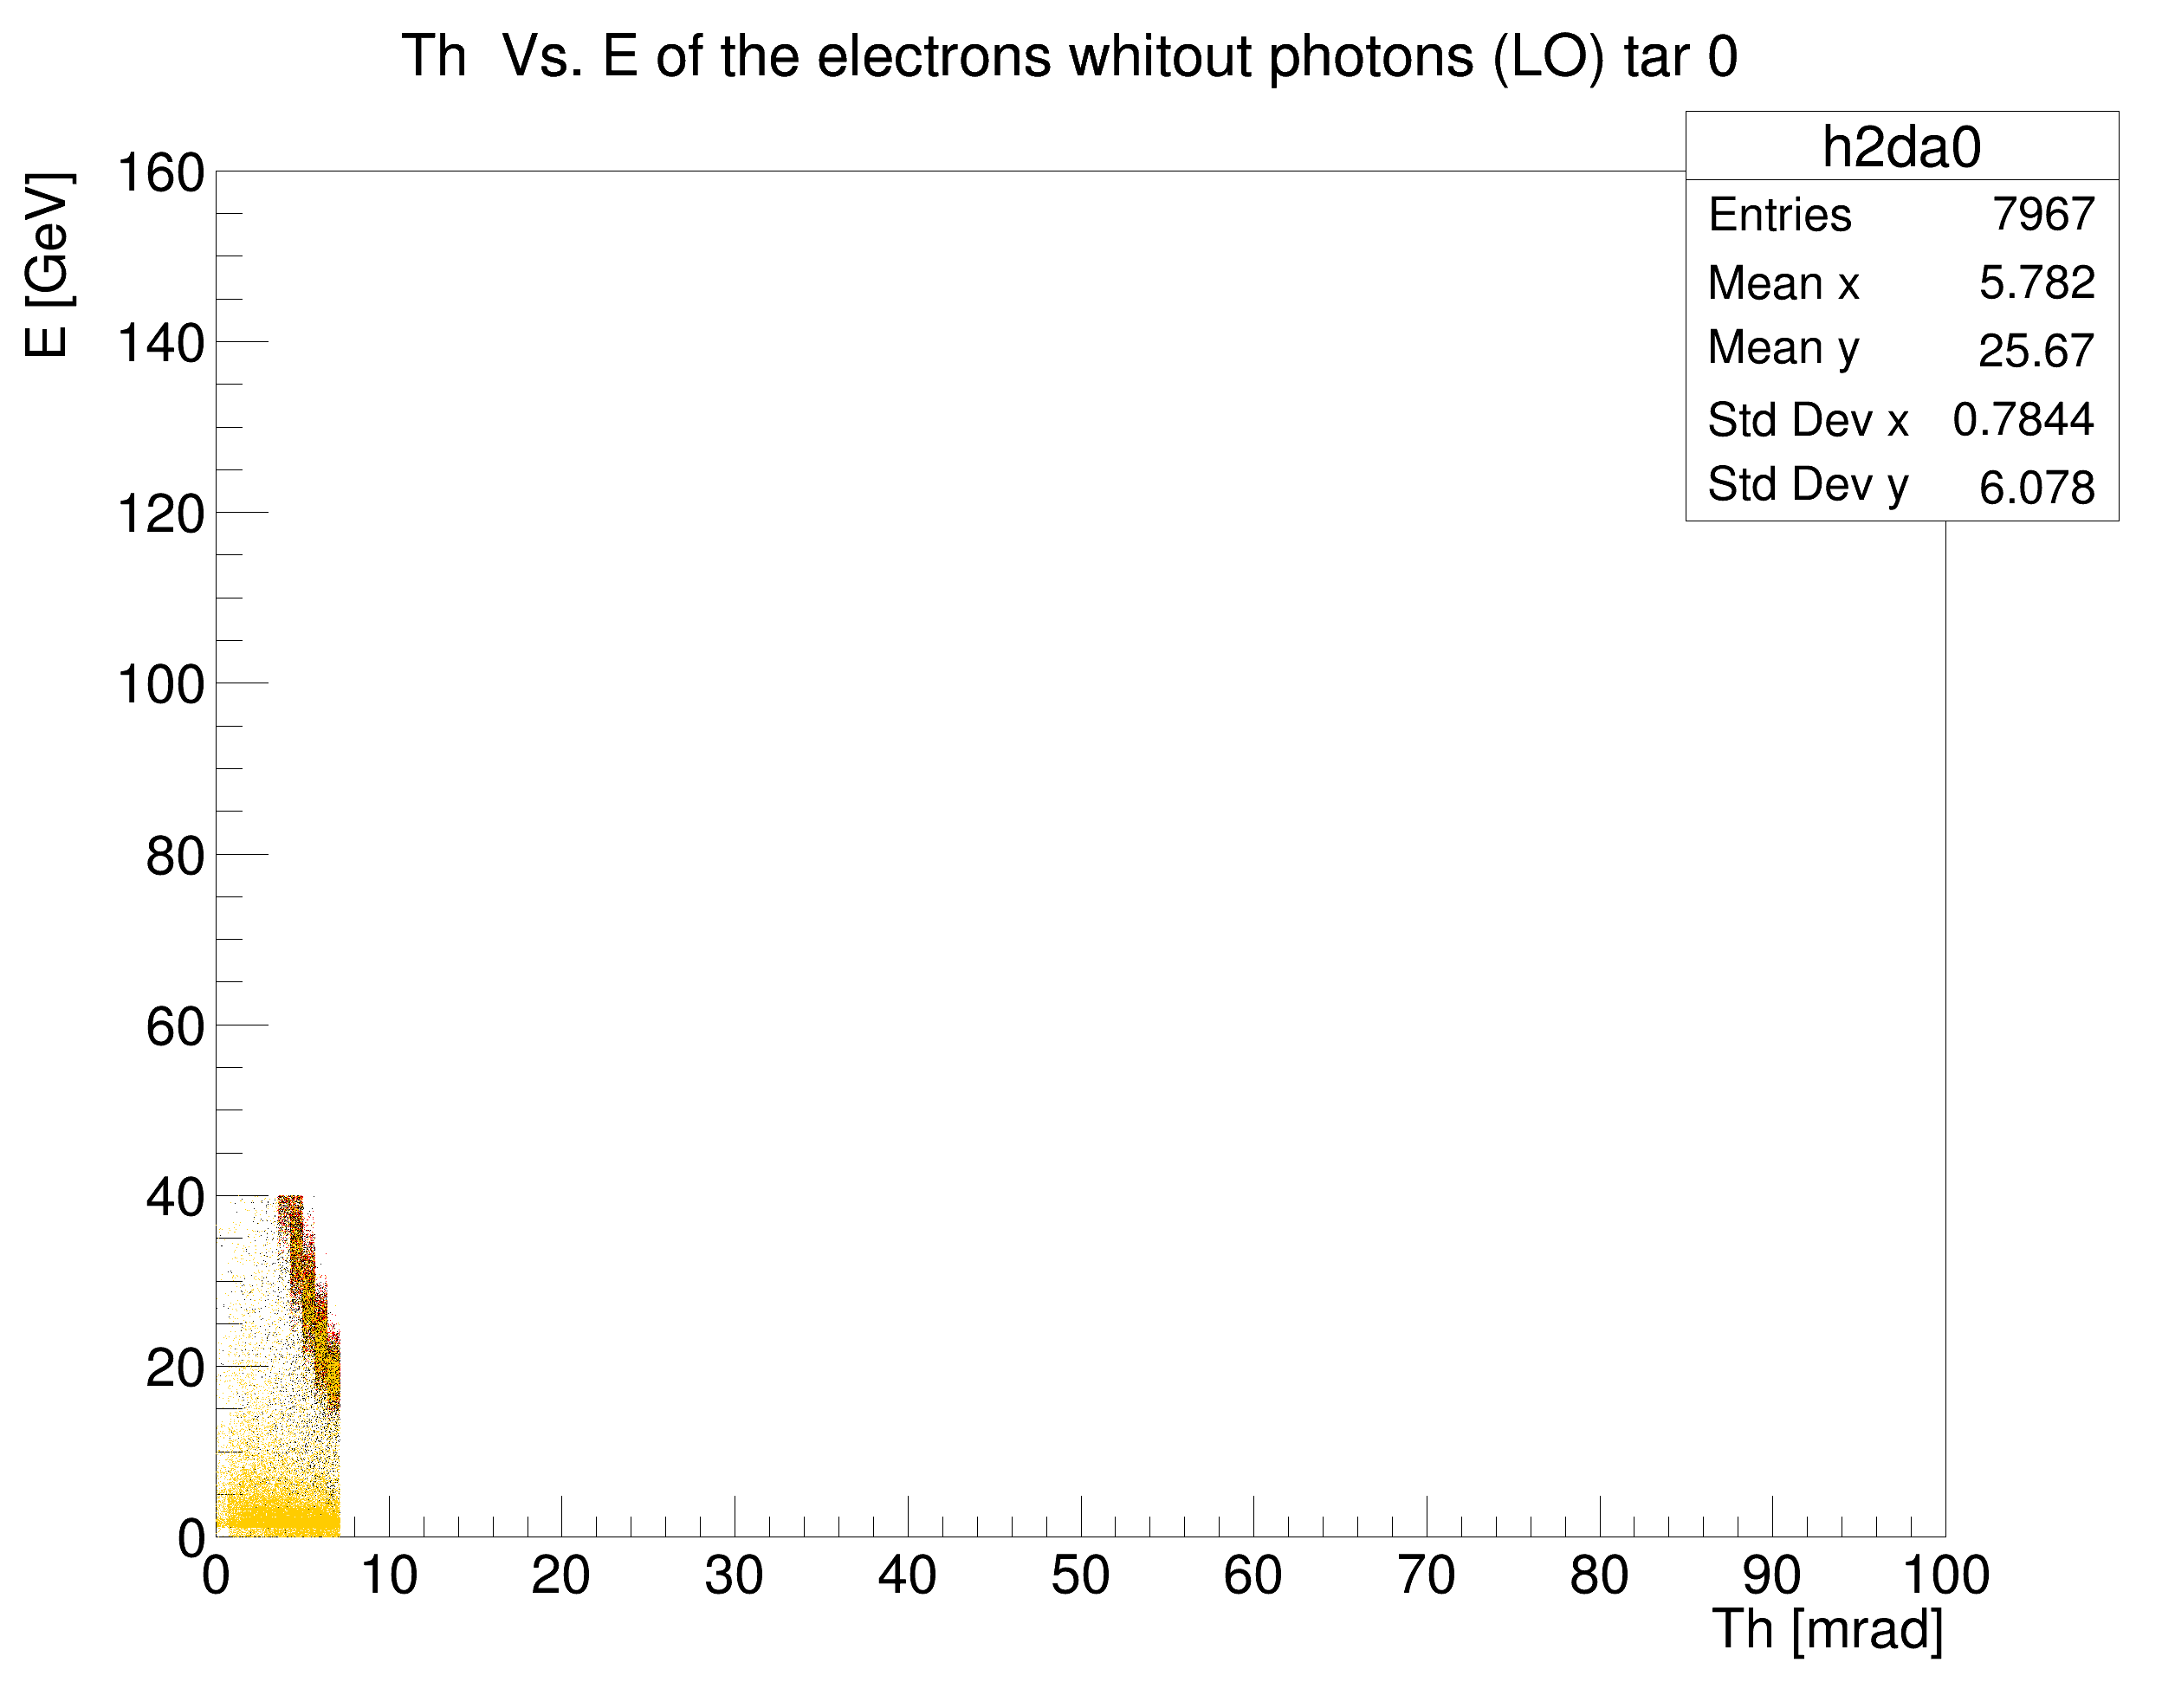 Th  Vs. E of the electrons whitout photons (LO) tar 0
h2da0
Entries 7967
Mean x 5.782
Mean y 25.67
Std Dev x 0.7844
Std Dev y 6.078
E [GeV]
160
140
120
100
80
60
40
20
0
0 10 20 30 40 50 60 70 80 90 100
Th [mrad]